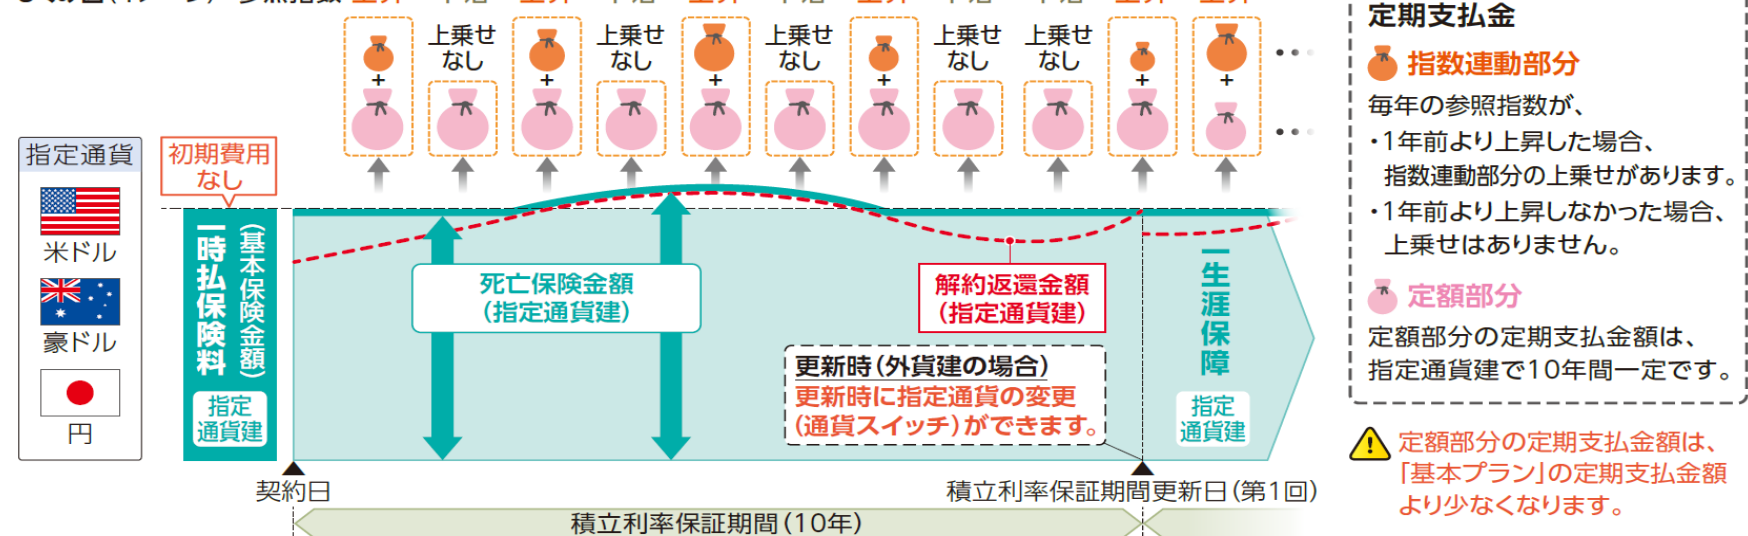 定期支払金
上乗せ
なし
上乗せ
なし
上乗せ
なし
上乗せ
なし
上乗せ
なし
+
+
+
+
+
+
指数連動部分
毎年の参照指数が、
・1年前より上昇した場合、
指数連動部分の上乗せがあります。
・1年前より上昇しなかった場合、
上乗せはありません。
定額部分
定額部分の定期支払金額は、
指定通貨建で10年間一定です。
定額部分の定期支払金額は、
「基本プラン」の定期支払金額
より少なくなります。
指定通貨
米ドル
豪ドル
円
初期費用
なし
一時払保険料
(基本保険金額)
指定
通貨建
死亡保険金額
(指定通貨建)
解約返還金額
(指定通貨建)
更新時(外貨建の場合)
更新時に指定通貨の変更
(通貨スイッチ)ができます。
一生涯保障
指定
通貨建
契約日
積立利率保証期間更新日(第1回)
積立利率保証期間(10年)